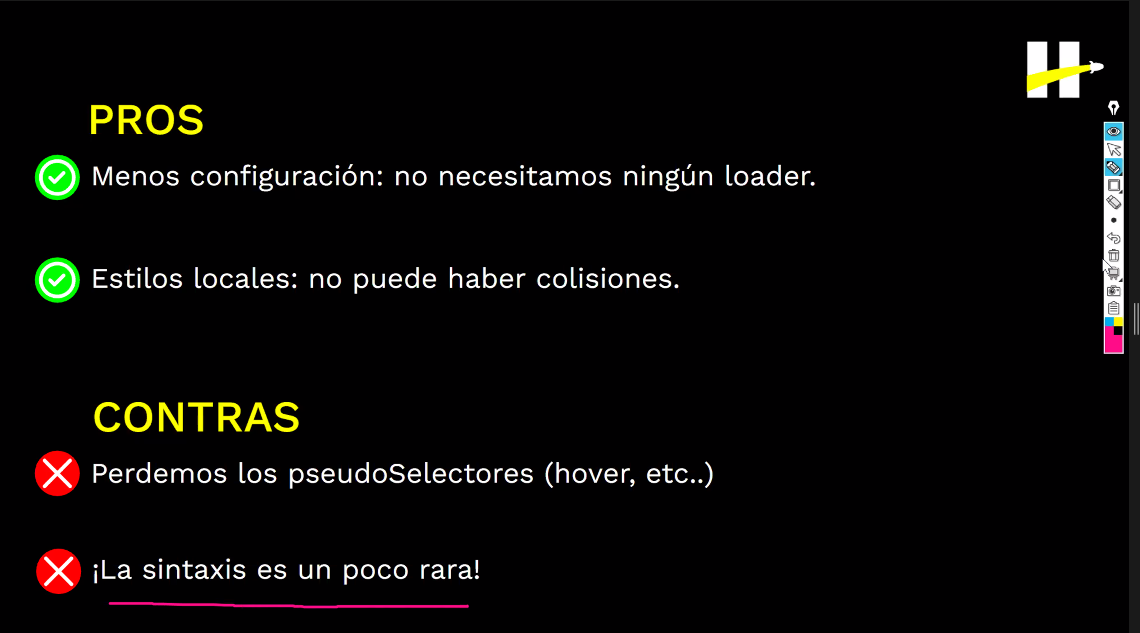 PROS
Menos configuración: no necesitamos ningún loader.
Estilos locales: no puede haber colisiones.
CONTRAS
Perdemos los pseudoSelectores (hover, etc..)
¡La sintaxis es un poco rara!